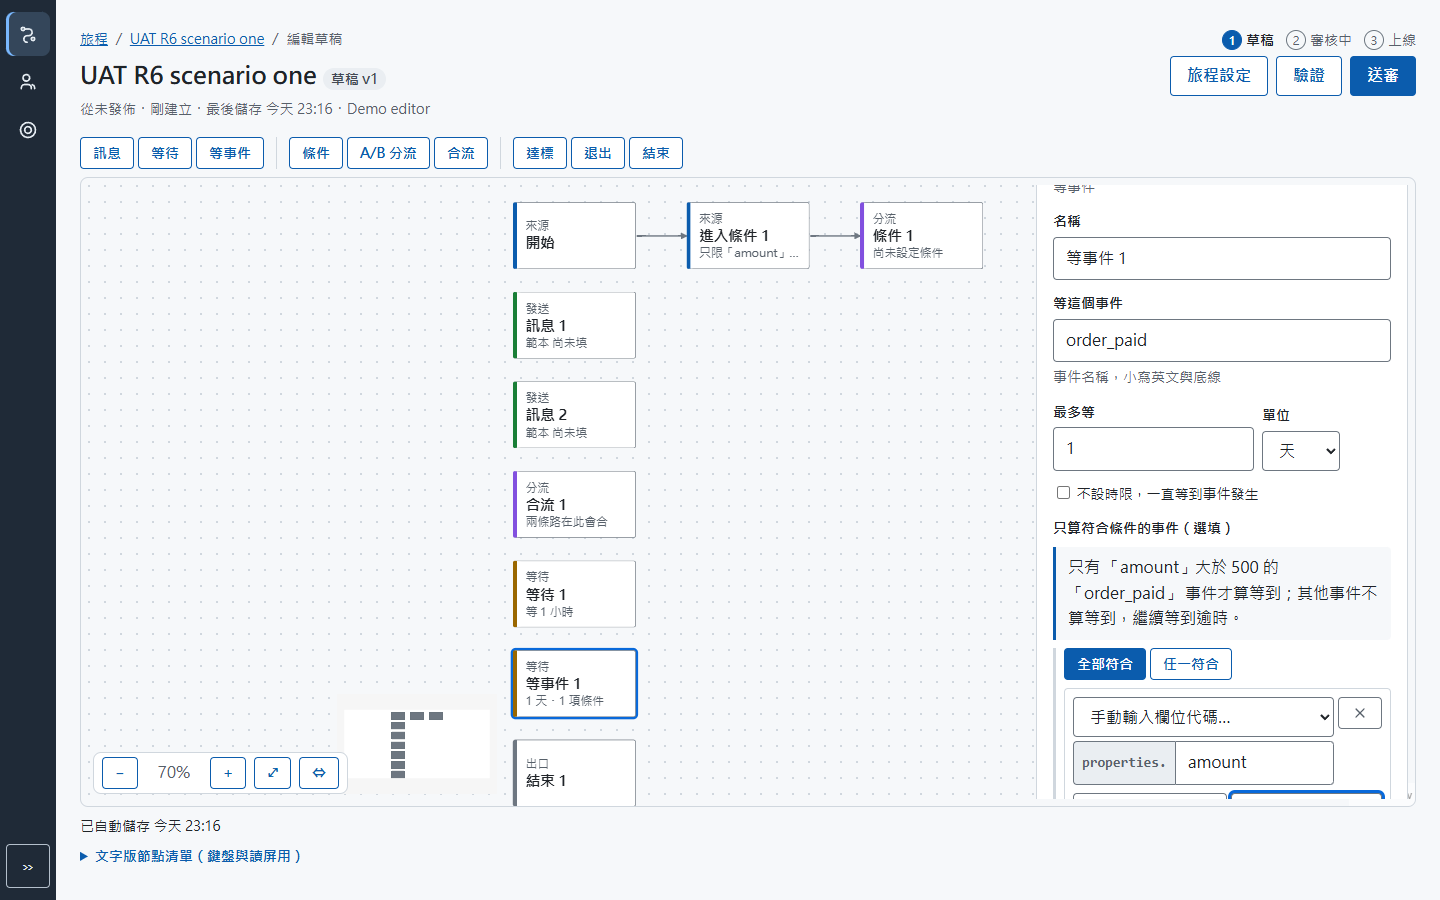 旅程 / UAT R6 scenario one / 編輯草稿
1 草稿 2 審核中 3 上線
UAT R6 scenario one 草稿 v1
旅程設定 驗證 送審
從未發佈 · 剛建立 · 最後儲存 今天 23:16 · Demo editor
訊息 等待 等事件 條件 A/B 分流 合流 達標 退出 結束
來源
開始
來源
進入條件 1
只限「amount」...
分流
條件 1
尚未設定條件
發送
訊息 1
範本 尚未填
發送
訊息 2
範本 尚未填
分流
合流 1
兩條路在此會合
等待
等待 1
等 1 小時
等待
等事件 1
1 天 · 1 項條件
出口
結束 1
− 70% +
等事件
名稱
等事件 1
等這個事件
order_paid
事件名稱，小寫英文與底線
最多等 單位
1 天
不設時限，一直等到事件發生
只算符合條件的事件（選填）
只有「amount」大於 500 的
「order_paid」 事件才算等到；其他事件不
算等到，繼續等到逾時。
全部符合 任一符合
手動輸入欄位代碼... ×
properties. amount
已自動儲存 今天 23:16
▶ 文字版節點清單（鍵盤與讀屏用）
»